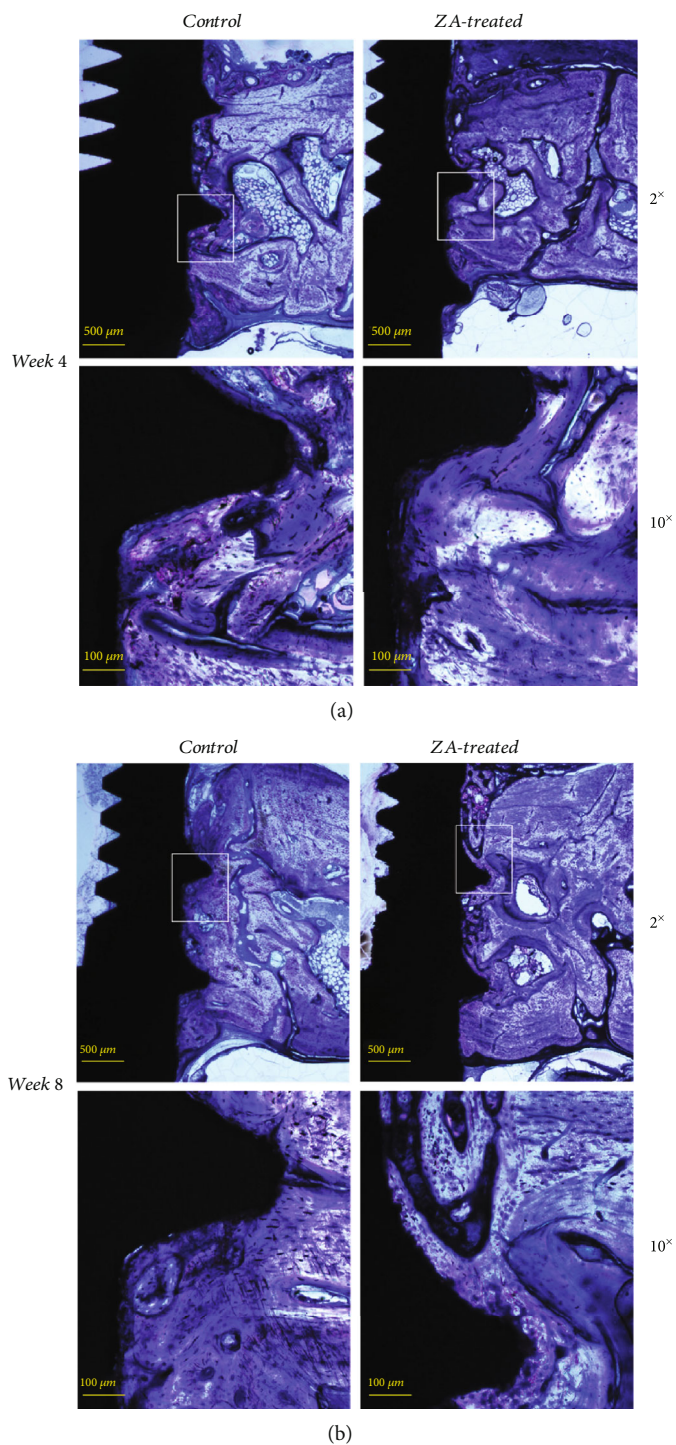 Control ZA-treated
2×
500 μm 500 μm
Week 4
10×
100 μm 100 μm
(a)
Control ZA-treated
2×
500 μm 500 μm
Week 8
10×
100 μm 100 μm
(b)